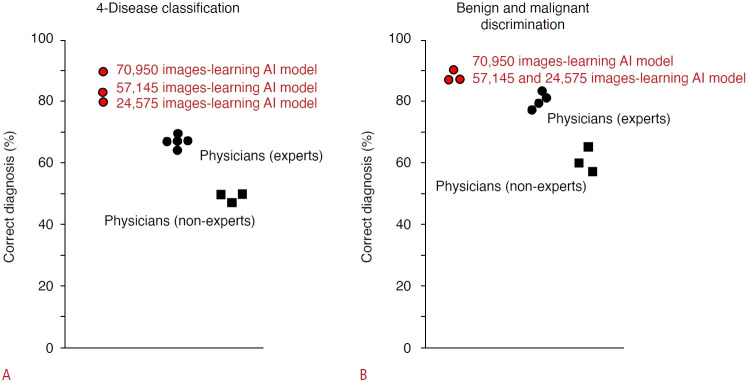 4-Disease classification
100
80
60
40
20
0
Correct diagnosis (%)
70,950 images-learning AI model
57,145 images-learning AI model
24,575 images-learning AI model
Physicians (experts)
Physicians (non-experts)
A
Benign and malignant
discrimination
100
80
60
40
20
0
Correct diagnosis (%)
70,950 images-learning AI model
57,145 and 24,575 images-learning AI model
Physicians (experts)
Physicians (non-experts)
B